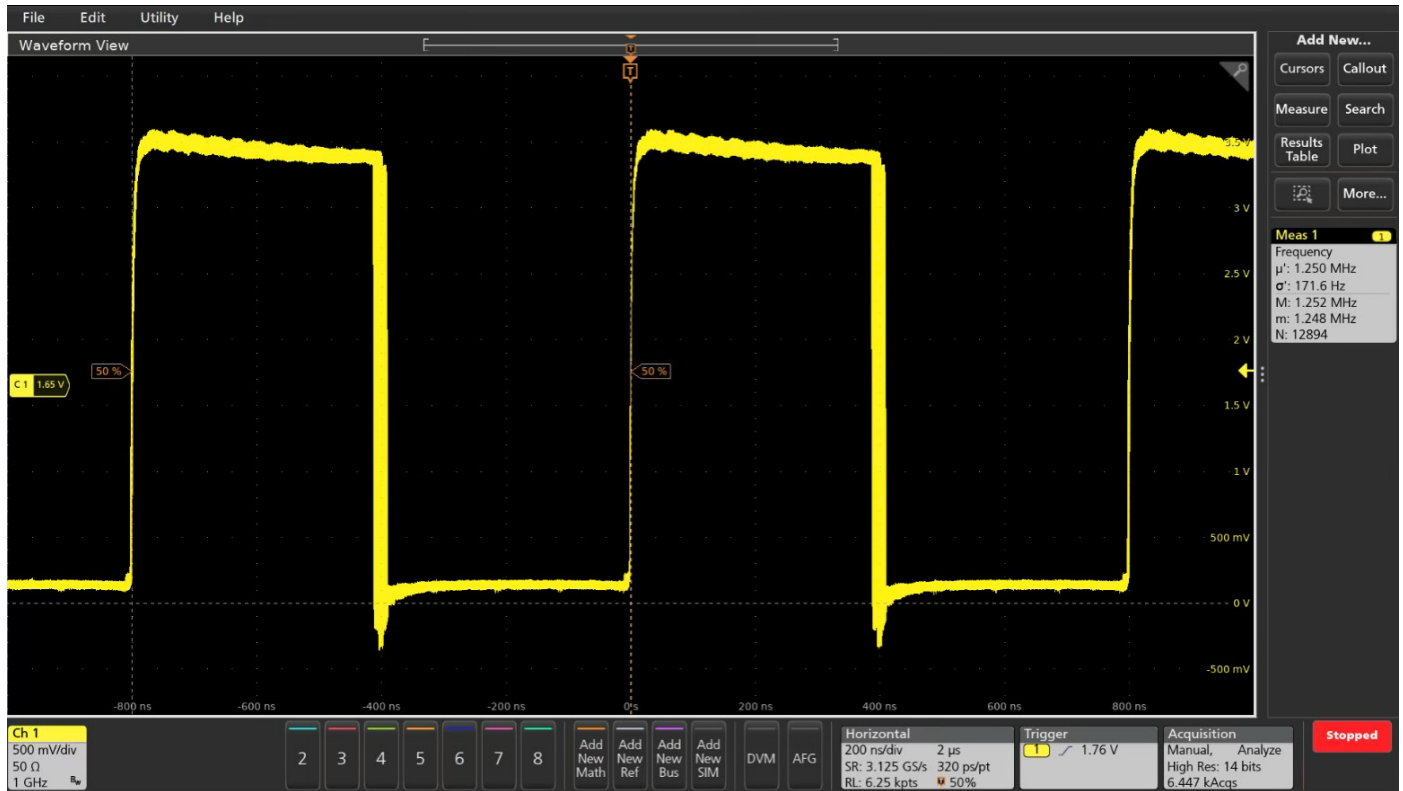 File Edit Utility Help
Waveform View
Add New...
Cursors Callout
Measure Search
Results Table Plot
More...
T
T
3.5 V
3 V
2.5 V
2 V
1.5 V
1 V
500 mV
0 V
-500 mV
50 %
50 %
C 1 1.65 V
Meas 1 1
Frequency
µ': 1.250 MHz
σ': 171.6 Hz
M: 1.252 MHz
m: 1.248 MHz
N: 12894
-800 ns -600 ns -400 ns -200 ns 0 s 200 ns 400 ns 600 ns 800 ns
Ch 1
500 mV/div
50 Ω
1 GHz Bw
2 3 4 5 6 7 8
Add New Math
Add New Ref
Add New Bus
Add New SIM
DVM
AFG
Horizontal
200 ns/div 2 µs
SR: 3.125 GS/s 320 ps/pt
RL: 6.25 kpts 50%
Trigger
1 1.76 V
Acquisition
Manual, Analyze
High Res: 14 bits
6.447 kAcqs
Stopped